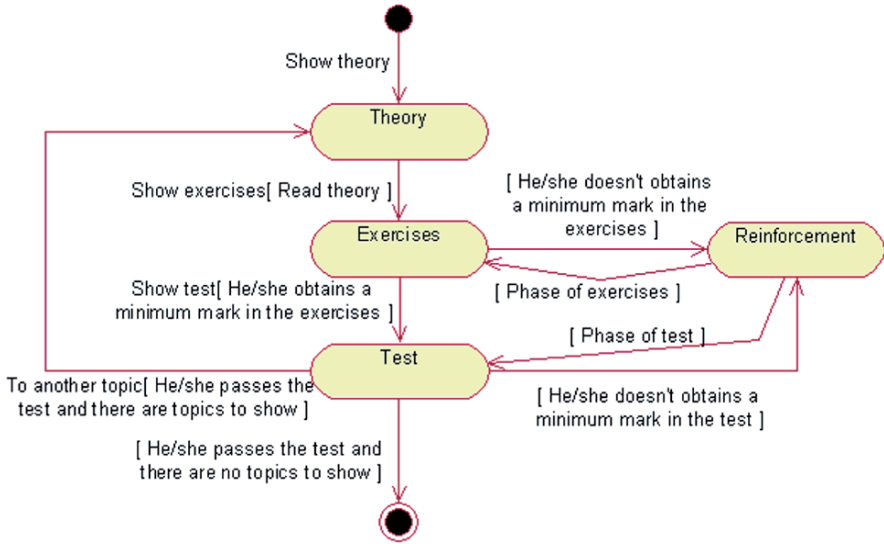 Show theory
Theory
Show exercises[ Read theory ]
[ He/she doesn't obtains
a minimum mark in the
exercises ]
Exercises
Reinforcement
Show test[ He/she obtains a
minimum mark in the exercises ]
[ Phase of exercises ]
[ Phase of test ]
Test
To another topic[ He/she passes the
test and there are topics to show ]
[ He/she doesn't obtains a
minimum mark in the test ]
[ He/she passes the test and
there are no topics to show ]